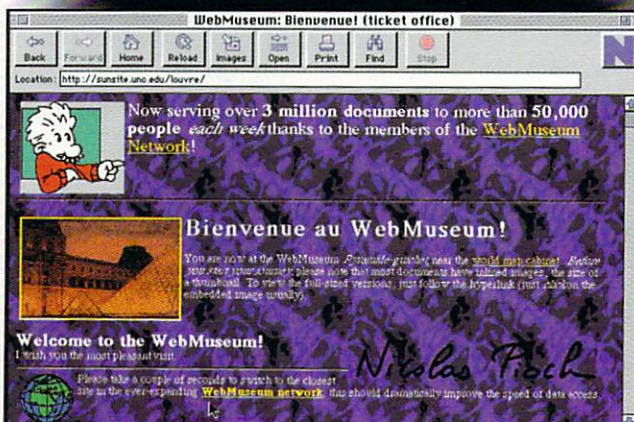 WebMuseum: Bienvenue! (ticket office)
Back Forward Home Reload Images Open Print Find Stop
N
Location: http://sunsite.unc.edu/louvre/
Now serving over 3 million documents to more than 50,000
people each week thanks to the members of the WebMuseum
Network!
Bienvenue au WebMuseum!
You are now at the WebMuseum near the world map cabinet. Before
you start your journey, please note that most documents have inlined images, the size of
a thumbnail. To view the full-sized versions, just follow the hyperlink (just click on the
embedded image usually).
Welcome to the WebMuseum!
I wish you the most pleasant visit.
Nicolas Pioch
Please take a couple of seconds to switch to the closest
site in the ever-expanding WebMuseum network, this should dramatically improve the speed of data access.